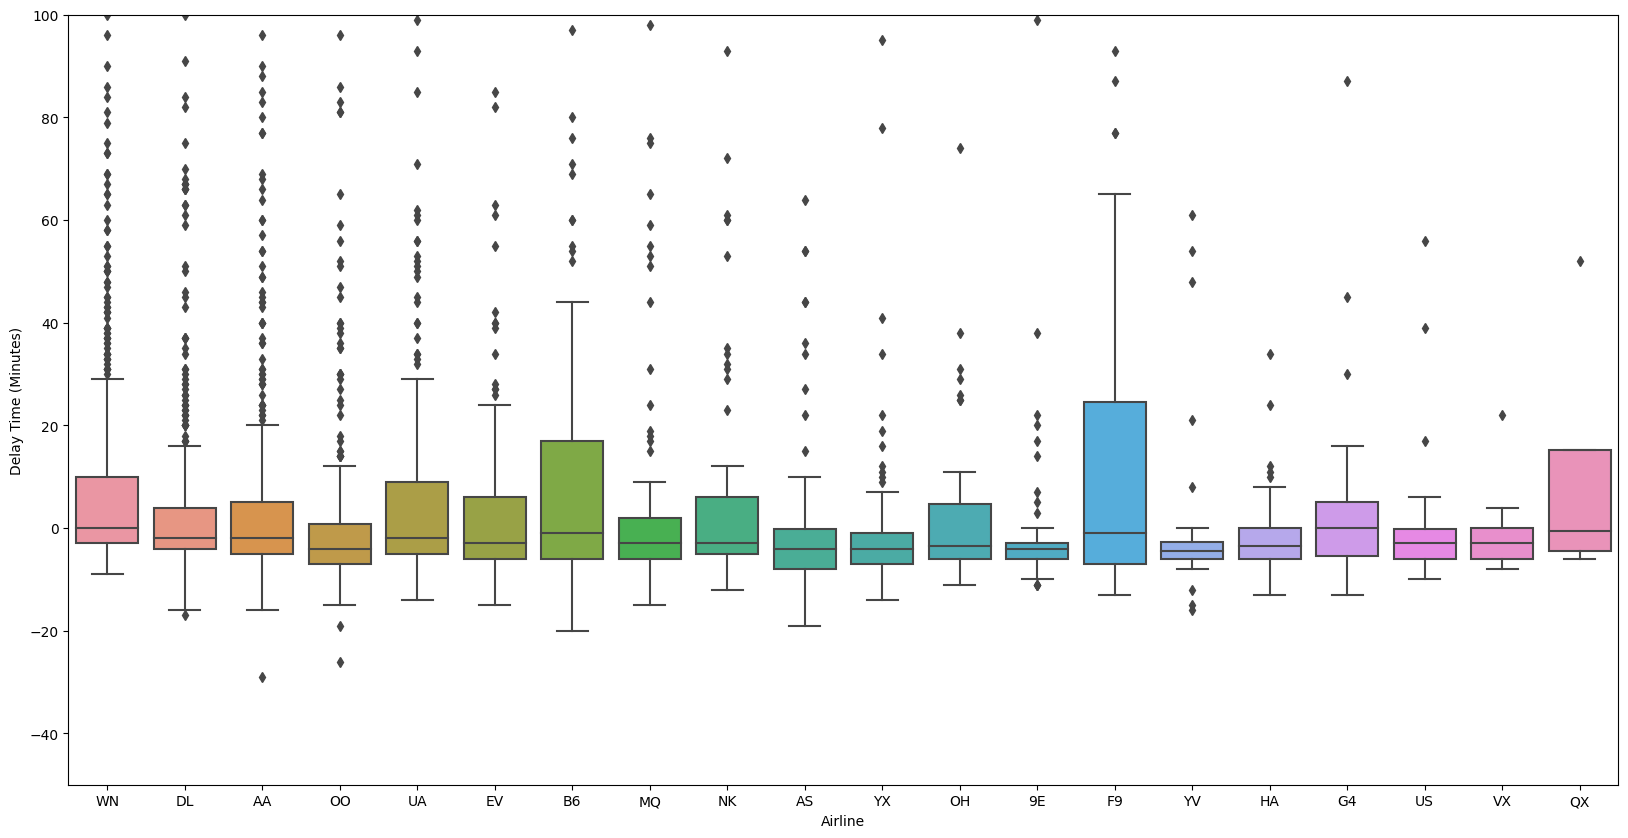 100
80
60
40
20
0
−20
−40
Delay Time (Minutes)
WN DL AA OO UA EV B6 MQ NK AS YX OH 9E F9 YV HA G4 US VX QX
Airline